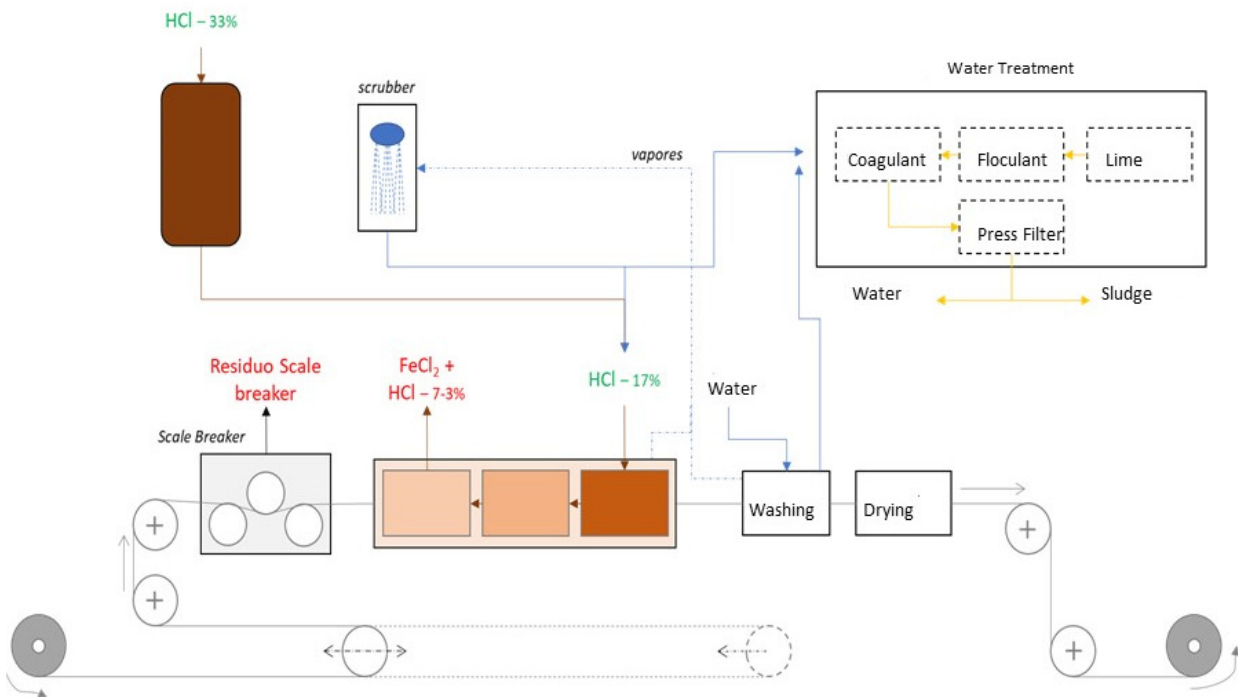 HCl – 33%
scrubber
Water Treatment
vapores
Coagulant
Floculant
Lime
Press Filter
Water
Sludge
Residuo Scale
breaker
FeCl₂ +
HCl – 7-3%
HCl – 17%
Water
Scale Breaker
Washing
Drying